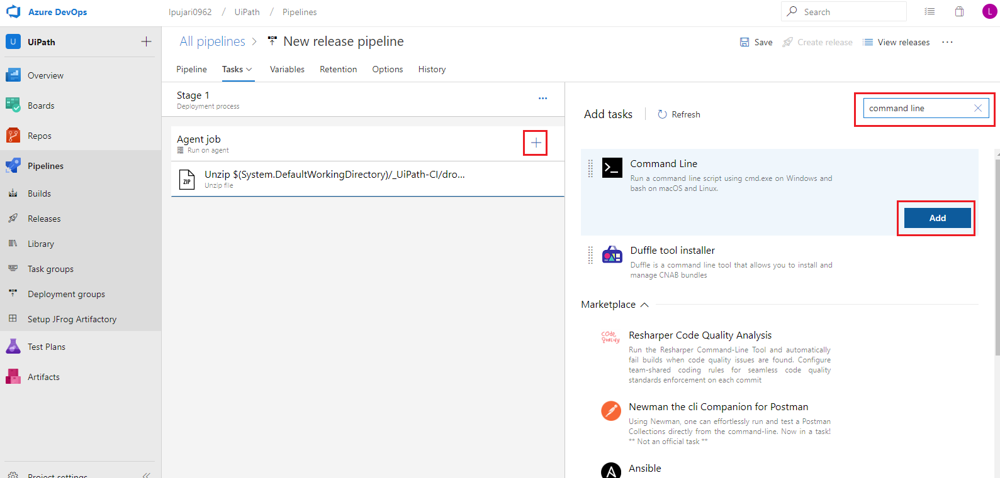 Azure DevOps
lpujari0962 / UiPath / Pipelines
Search
L
U UiPath
Overview
Boards
Repos
Pipelines
Builds
Releases
Library
Task groups
Deployment groups
Setup JFrog Artifactory
Test Plans
Artifacts
Project settings
All pipelines > New release pipeline
Save
Create release
View releases
...
Pipeline
Tasks
Variables
Retention
Options
History
Stage 1
Deployment process
...
Agent job
Run on agent
ZIP
Unzip $(System.DefaultWorkingDirectory)/_UiPath-CI/dro...
Unzip file
Add tasks
Refresh
command line
Command Line
Run a command line script using cmd.exe on Windows and
bash on macOS and Linux.
Add
Duffle tool installer
Duffle is a command line tool that allows you to install and
manage CNAB bundles
Marketplace
Code
Quality
Resharper Code Quality Analysis
Run the Resharper Command-Line Tool and automatically
fail builds when code quality issues are found. Configure
team-shared coding rules for seamless code quality
standards enforcement on each commit
Newman the cli Companion for Postman
Using Newman, one can effortlessly run and test a Postman
Collections directly from the command-line. Now in a task!
** Not an official task **
A
Ansible